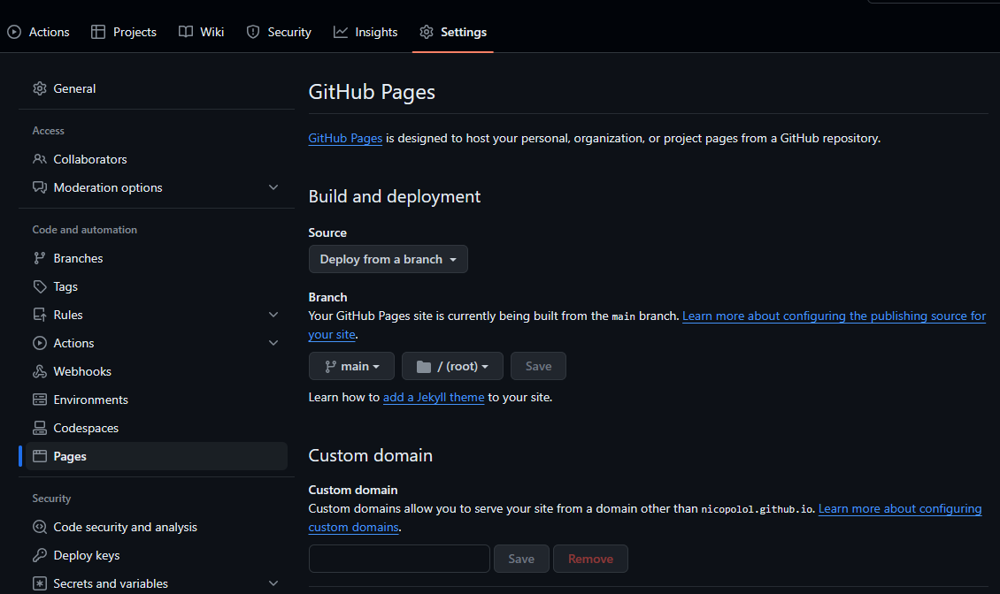 Actions Projects Wiki Security Insights Settings
General
Access
Collaborators
Moderation options
Code and automation
Branches
Tags
Rules
Actions
Webhooks
Environments
Codespaces
Pages
Security
Code security and analysis
Deploy keys
Secrets and variables
GitHub Pages
GitHub Pages is designed to host your personal, organization, or project pages from a GitHub repository.
Build and deployment
Source
Deploy from a branch
Branch
Your GitHub Pages site is currently being built from the main branch. Learn more about configuring the publishing source for
your site.
main / (root) Save
Learn how to add a Jekyll theme to your site.
Custom domain
Custom domain
Custom domains allow you to serve your site from a domain other than nicopolol.github.io. Learn more about configuring
custom domains.
Save Remove